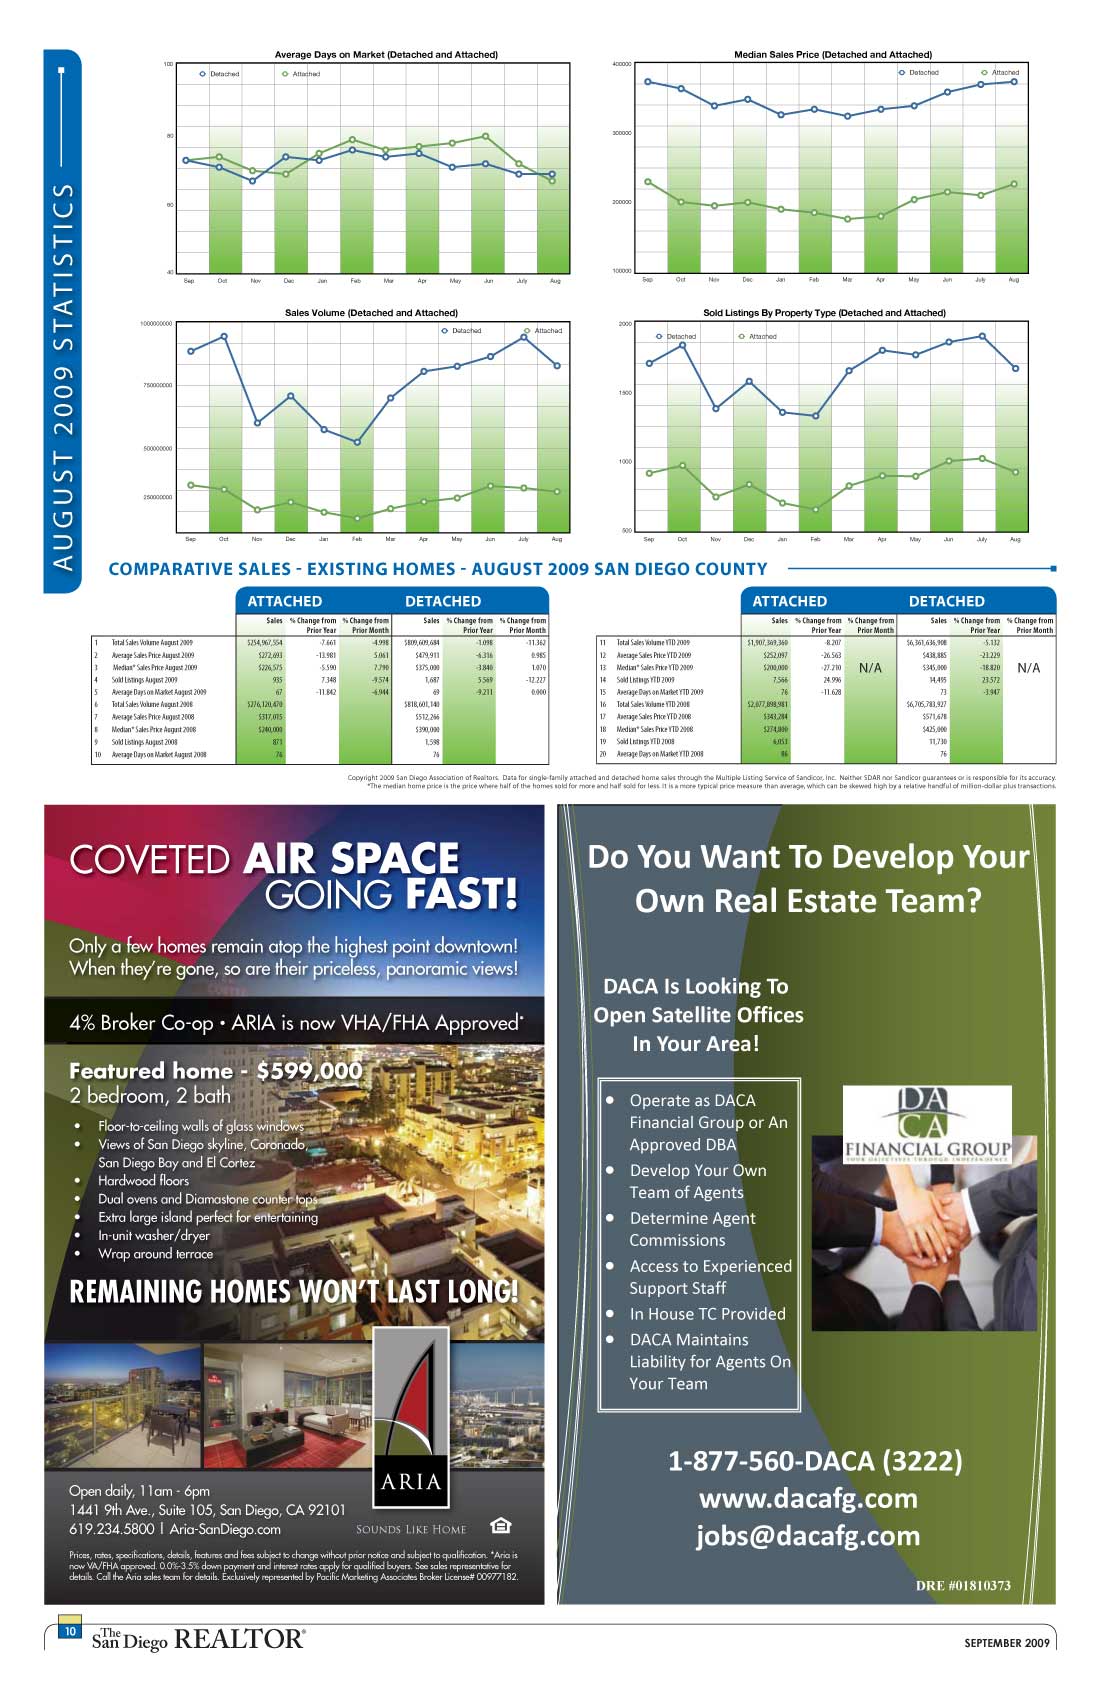 AUGUST 2009 STATISTICS
Average Days on Market (Detached and Attached)
Detached
Attached
100
80
60
40
Sep Oct Nov Dec Jan Feb Mar Apr May Jun July Aug
Median Sales Price (Detached and Attached)
Detached
Attached
400000
300000
200000
100000
Sep Oct Nov Dec Jan Feb Mar Apr May Jun July Aug
Sales Volume (Detached and Attached)
Detached
Attached
1000000000
750000000
500000000
250000000
Sep Oct Nov Dec Jan Feb Mar Apr May Jun July Aug
Sold Listings By Property Type (Detached and Attached)
Detached
Attached
2000
1500
1000
500
Sep Oct Nov Dec Jan Feb Mar Apr May Jun July Aug
COMPARATIVE SALES - EXISTING HOMES - AUGUST 2009 SAN DIEGO COUNTY
ATTACHED DETACHED
Sales % Change from Prior Year % Change from Prior Month Sales % Change from Prior Year % Change from Prior Month
1 Total Sales Volume August 2009 $254,967,554 -7.661 -4.998 $809,609,684 -1.098 -11.362
2 Average Sales Price August 2009 $272,693 -13.981 5.061 $479,911 -6.316 0.985
3 Median* Sales Price August 2009 $226,575 -5.590 7.790 $375,000 -3.840 1.070
4 Sold Listings August 2009 935 7.348 -9.574 1,687 5.569 -12.227
5 Average Days on Market August 2009 67 -11.842 -6.944 69 -9.211 0.000
6 Total Sales Volume August 2008 $276,120,470 $818,601,140
7 Average Sales Price August 2008 $317,015 $512,266
8 Median* Sales Price August 2008 $240,000 $390,000
9 Sold Listings August 2008 871 1,598
10 Average Days on Market August 2008 76 76
ATTACHED DETACHED
Sales % Change from Prior Year % Change from Prior Month Sales % Change from Prior Year % Change from Prior Month
11 Total Sales Volume YTD 2009 $1,907,369,360 -8.207 $6,361,636,908 -5.132
12 Average Sales Price YTD 2009 $252,097 -26.563 $438,885 -23.229
13 Median* Sales Price YTD 2009 $200,000 -27.210 N/A $345,000 -18.820 N/A
14 Sold Listings YTD 2009 7,566 24.996 14,495 23.572
15 Average Days on Market YTD 2009 76 -11.628 73 -3.947
16 Total Sales Volume YTD 2008 $2,077,898,981 $6,705,783,927
17 Average Sales Price YTD 2008 $343,284 $571,678
18 Median* Sales Price YTD 2008 $274,800 $425,000
19 Sold Listings YTD 2008 6,053 11,730
20 Average Days on Market YTD 2008 86 76
Copyright 2009 San Diego Association of Realtors. Data for single-family attached and detached home sales through the Multiple Listing Service of Sandicor, Inc. Neither SDAR nor Sandicor guarantees or is responsible for its accuracy.
*The median home price is the price where half of the homes sold for more and half sold for less. It is a more typical price measure than average, which can be skewed high by a relative handful of million-dollar plus transactions.
COVETED AIR SPACE
GOING FAST!
Only a few homes remain atop the highest point downtown!
When they're gone, so are their priceless, panoramic views!
4% Broker Co-op • ARIA is now VHA/FHA Approved*
Featured home - $599,000
2 bedroom, 2 bath
• Floor-to-ceiling walls of glass windows
• Views of San Diego skyline, Coronado,
San Diego Bay and El Cortez
• Hardwood floors
• Dual ovens and Diamastone counter tops
• Extra large island perfect for entertaining
• In-unit washer/dryer
• Wrap around terrace
REMAINING HOMES WON'T LAST LONG!
ARIA
Open daily, 11am - 6pm
1441 9th Ave., Suite 105, San Diego, CA 92101
619.234.5800 | Aria-SanDiego.com
SOUNDS LIKE HOME
Prices, rates, specifications, details, features and fees subject to change without prior notice and subject to qualification. *Aria is
now VA/FHA approved. 0.0%-3.5% down payment and interest rates apply for qualified buyers. See sales representative for
details. Call the Aria sales team for details. Exclusively represented by Pacific Marketing Associates Broker License# 00977182.
Do You Want To Develop Your
Own Real Estate Team?
DACA Is Looking To
Open Satellite Offices
In Your Area!
• Operate as DACA
Financial Group or An
Approved DBA
• Develop Your Own
Team of Agents
• Determine Agent
Commissions
• Access to Experienced
Support Staff
• In House TC Provided
• DACA Maintains
Liability for Agents On
Your Team
DA
CA
FINANCIAL GROUP
YOUR OBJECTIVES THROUGH INDEPENDENCE
1-877-560-DACA (3222)
www.dacafg.com
jobs@dacafg.com
DRE #01810373
10
The San Diego REALTOR®
SEPTEMBER 2009